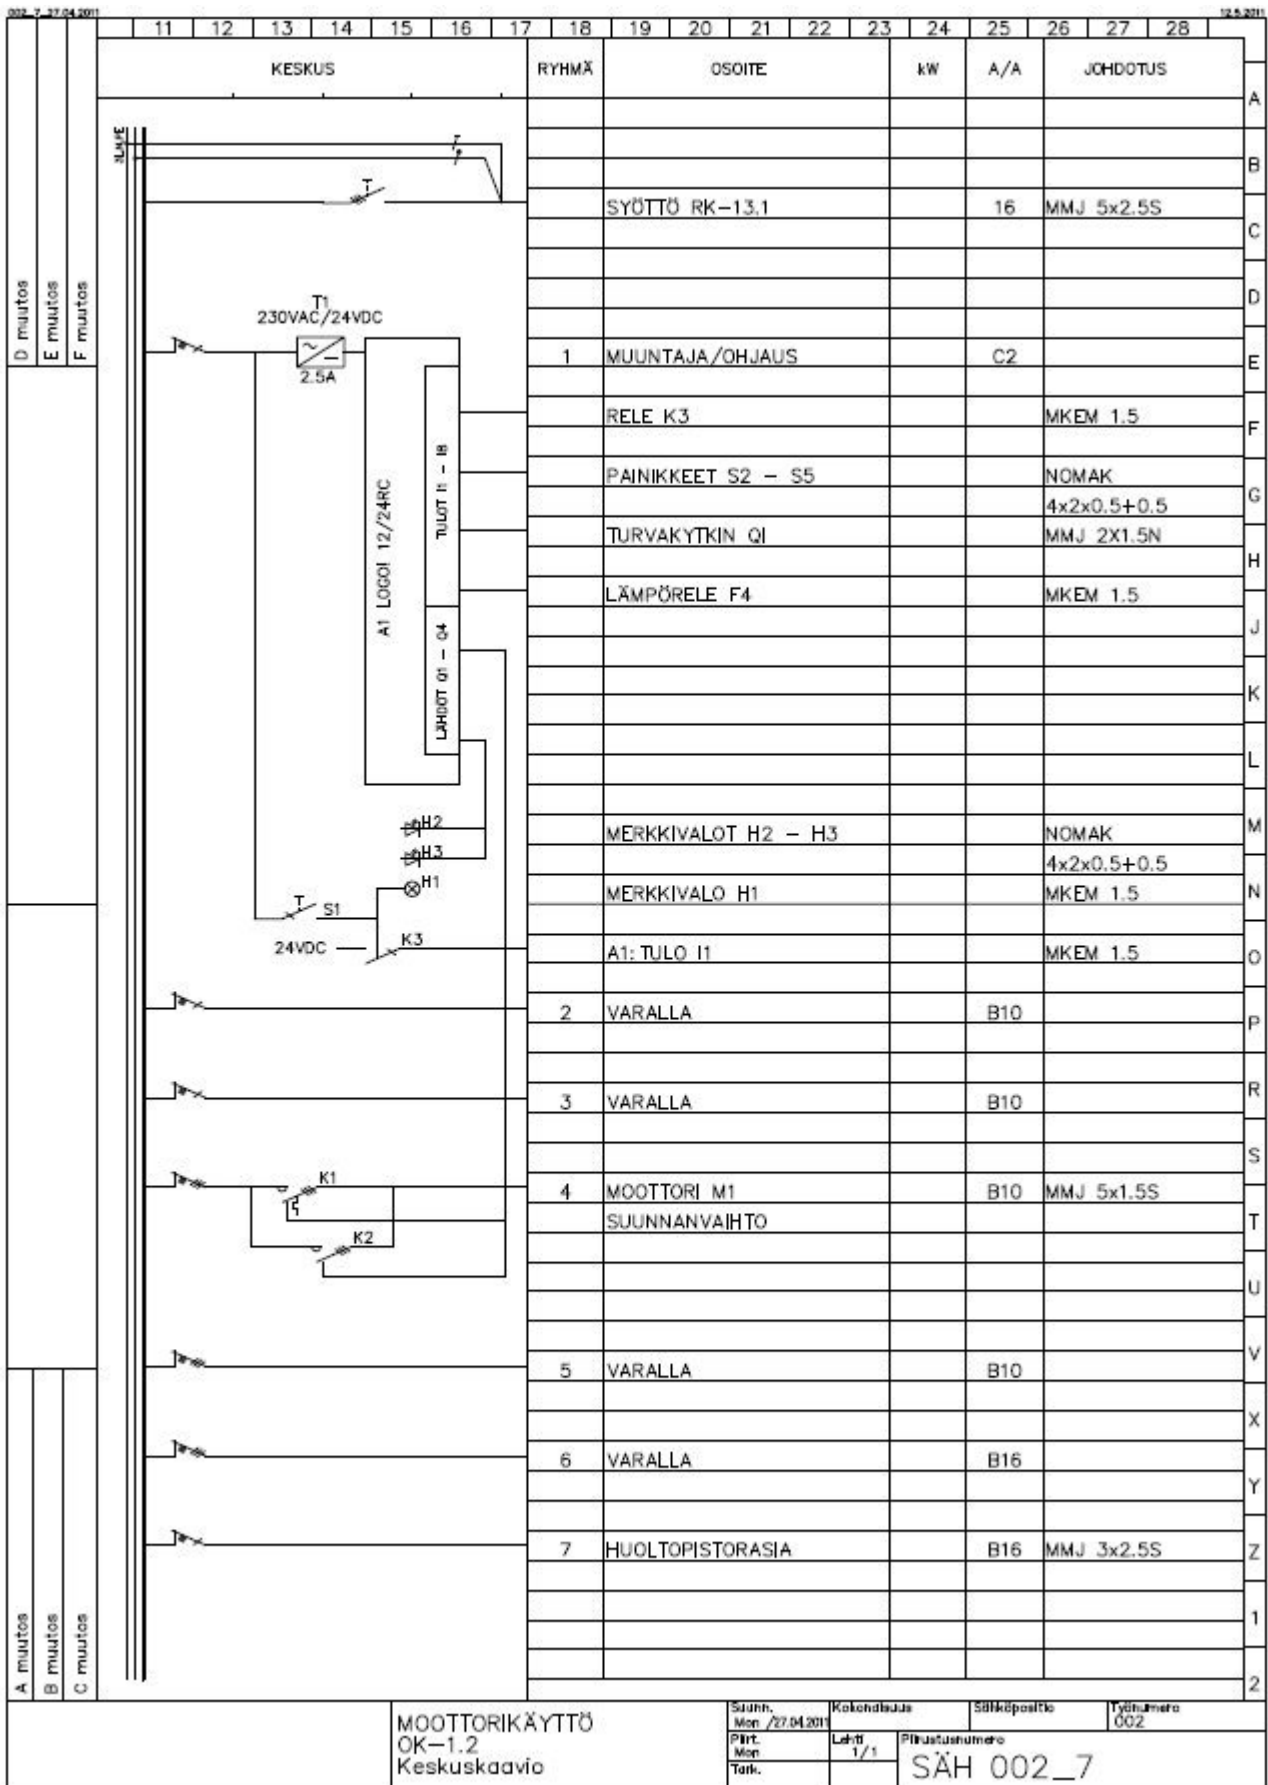 002_7_27.04.2011 12.5.2011
11 12 13 14 15 16 17 18 19 20 21 22 23 24 25 26 27 28
KESKUS RYHMÄ OSOITE kW A/A JOHDOTUS
A
B
SYÖTTÖ RK-13.1 16 MMJ 5x2.5S
C
D muutos
E muutos
F muutos
D
T1
230VAC/24VDC
2.5A
1 MUUNTAJA/OHJAUS C2
E
RELE K3 MKEM 1.5
F
A1 LOGO! 12/24RC
TULOT I1 - I8
PAINIKKEET S2 - S5 NOMAK
4x2x0.5+0.5
G
TURVAKYTKIN QI MMJ 2X1.5N
H
LÄMPÖRELE F4 MKEM 1.5
J
LÄHDÖT Q1 - Q4
K
L
H2
MERKKIVALOT H2 - H3 NOMAK
M
H3
4x2x0.5+0.5
H1
MERKKIVALO H1 MKEM 1.5
N
S1
24VDC K3
A1: TULO I1 MKEM 1.5
O
2 VARALLA B10
P
3 VARALLA B10
R
S
K1
4 MOOTTORI M1 B10 MMJ 5x1.5S
SUUNNANVAIHTO
T
K2
U
5 VARALLA B10
V
X
6 VARALLA B16
Y
7 HUOLTOPISTORASIA B16 MMJ 3x2.5S
Z
1
A muutos
B muutos
C muutos
2
MOOTTORIKÄYTTÖ
OK-1.2
Keskuskaavio
Suunn.
Mon /27.04.2011
Kokonaisuus
Sähköpositio
Työnumero
002
Piirt.
Mon
Lehti
1/1
Piirustusnumero
SÄH 002_7
Tark.